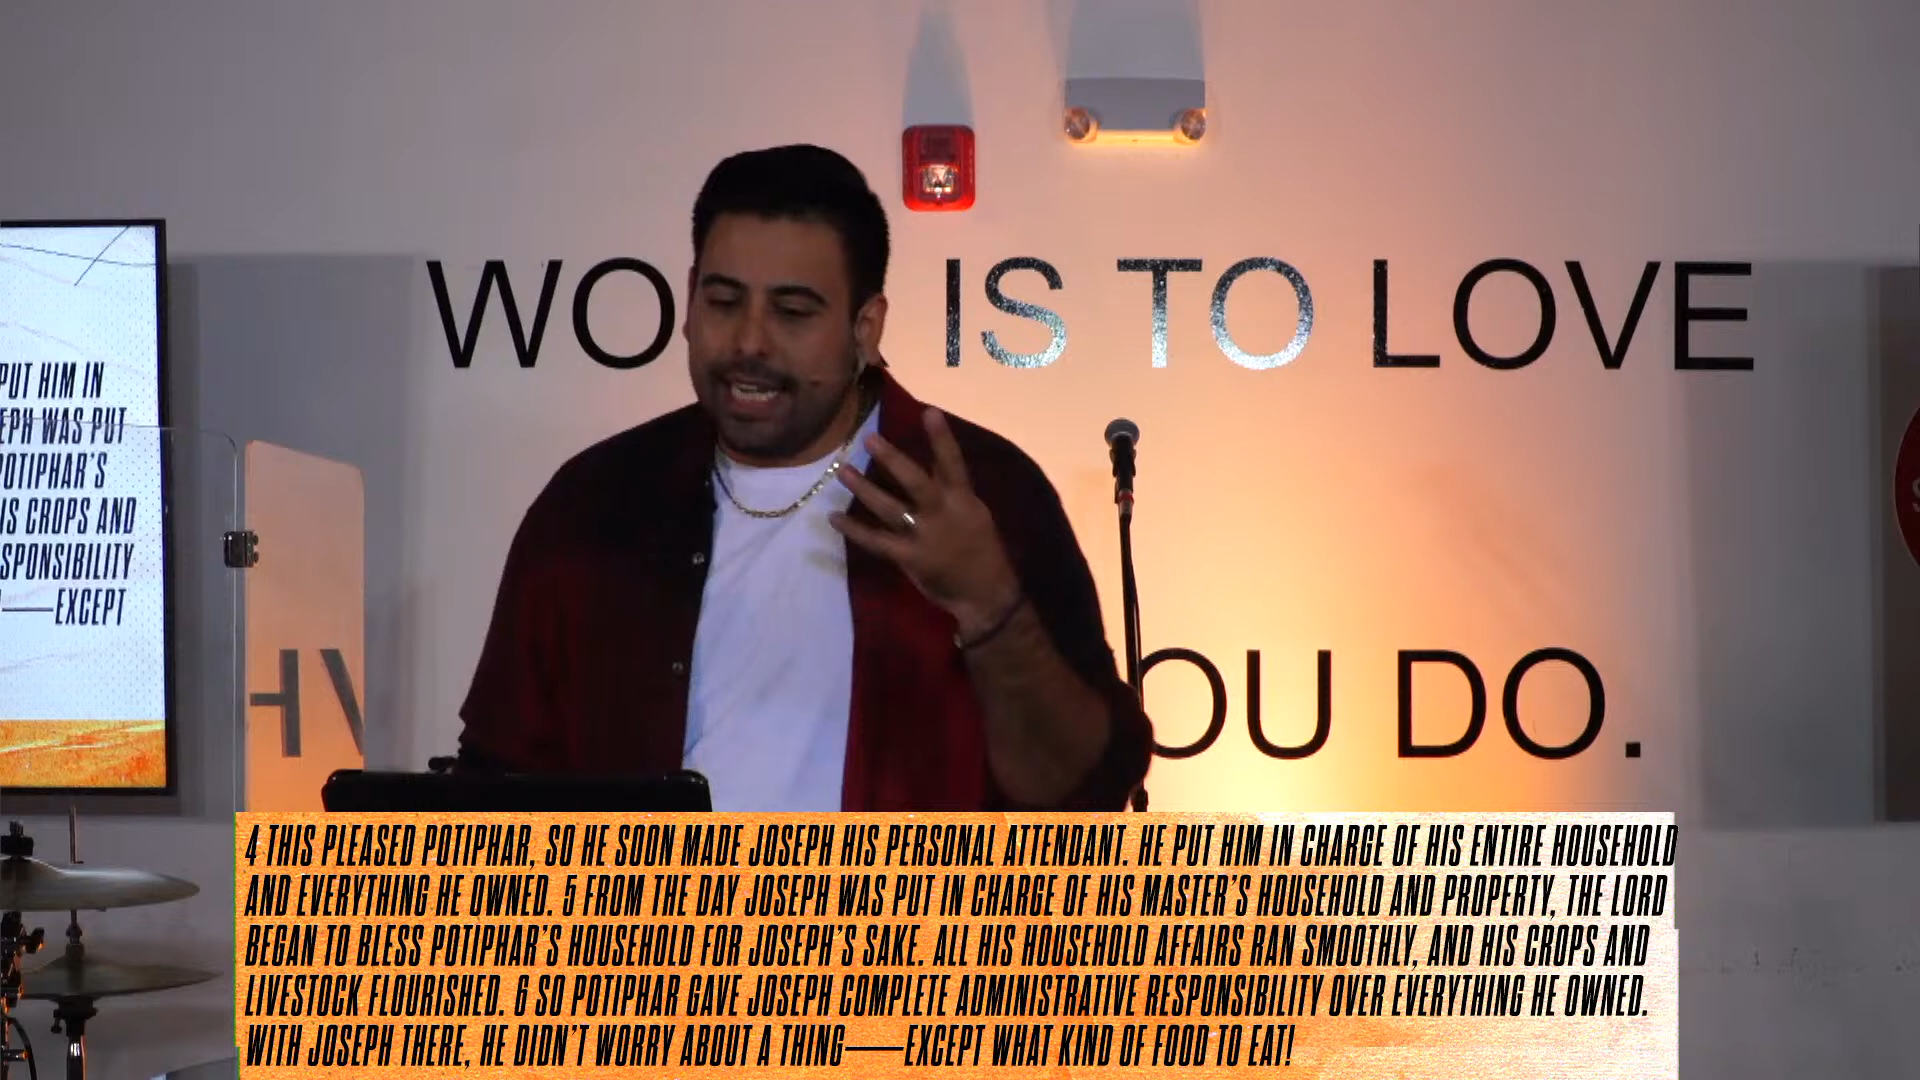 WO IS TO LOVE
OU DO.
PUT HIM IN
EPH WAS PUT
POTIPHAR'S
IS CROPS AND
SPONSIBILITY
—EXCEPT
4 THIS PLEASED POTIPHAR, SO HE SOON MADE JOSEPH HIS PERSONAL ATTENDANT. HE PUT HIM IN CHARGE OF HIS ENTIRE HOUSEHOLD
AND EVERYTHING HE OWNED. 5 FROM THE DAY JOSEPH WAS PUT IN CHARGE OF HIS MASTER'S HOUSEHOLD AND PROPERTY, THE LORD
BEGAN TO BLESS POTIPHAR'S HOUSEHOLD FOR JOSEPH'S SAKE. ALL HIS HOUSEHOLD AFFAIRS RAN SMOOTHLY, AND HIS CROPS AND
LIVESTOCK FLOURISHED. 6 SO POTIPHAR GAVE JOSEPH COMPLETE ADMINISTRATIVE RESPONSIBILITY OVER EVERYTHING HE OWNED.
WITH JOSEPH THERE, HE DIDN'T WORRY ABOUT A THING——EXCEPT WHAT KIND OF FOOD TO EAT!